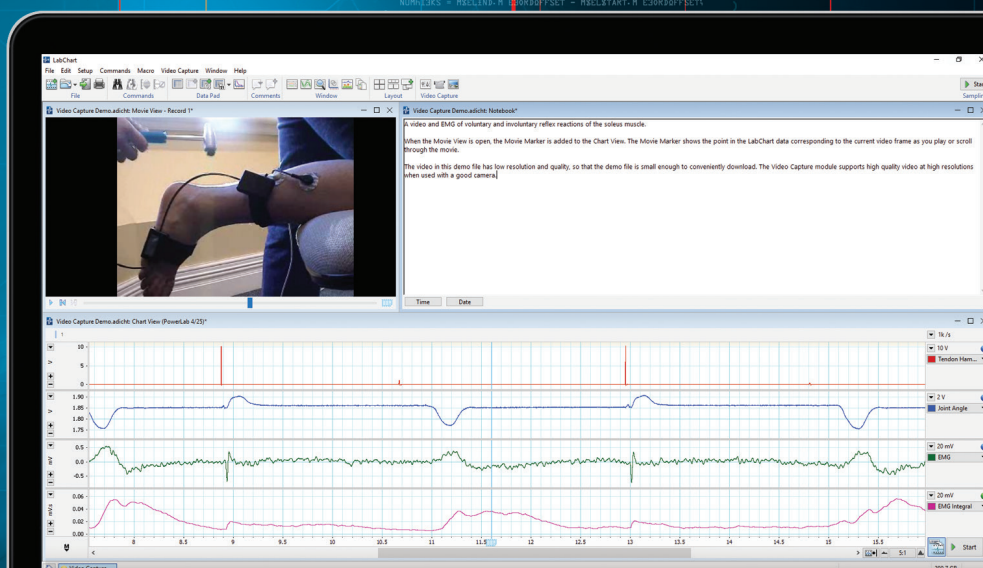 LabChart
File Edit Setup Commands Macro Video Capture Window Help
File Commands Data Pad Comments Window Layout Video Capture
Sampling
Video Capture Demo.adicht: Movie View - Record 1*
Video Capture Demo.adicht: Notebook*
A video and EMG of voluntary and involuntary reflex reactions of the soleus muscle.
When the Movie View is open, the Movie Marker is added to the Chart View. The Movie Marker shows the point in the LabChart data corresponding to the current video frame as you play or scroll
through the movie.
The video in this demo file has low resolution and quality, so that the demo file is small enough to conveniently download. The Video Capture module supports high quality video at high resolutions
when used with a good camera.
Time Date
Video Capture Demo.adicht: Chart View (PowerLab 4/25)*
1 1k /s
10
5
0
V
10 V
Tendon Ham...
1.90
1.85
1.80
1.75
V
2 V
Joint Angle
0.5
0.0
-0.5
mV
20 mV
EMG
0.06
0.04
0.02
0.00
mV.s
20 mV
EMG Integral
8 8.5 9 9.5 10 10.5 11 11.5 12 12.5 13 13.5 14 14.5 15 15.5
5:1 Start
Video Capture